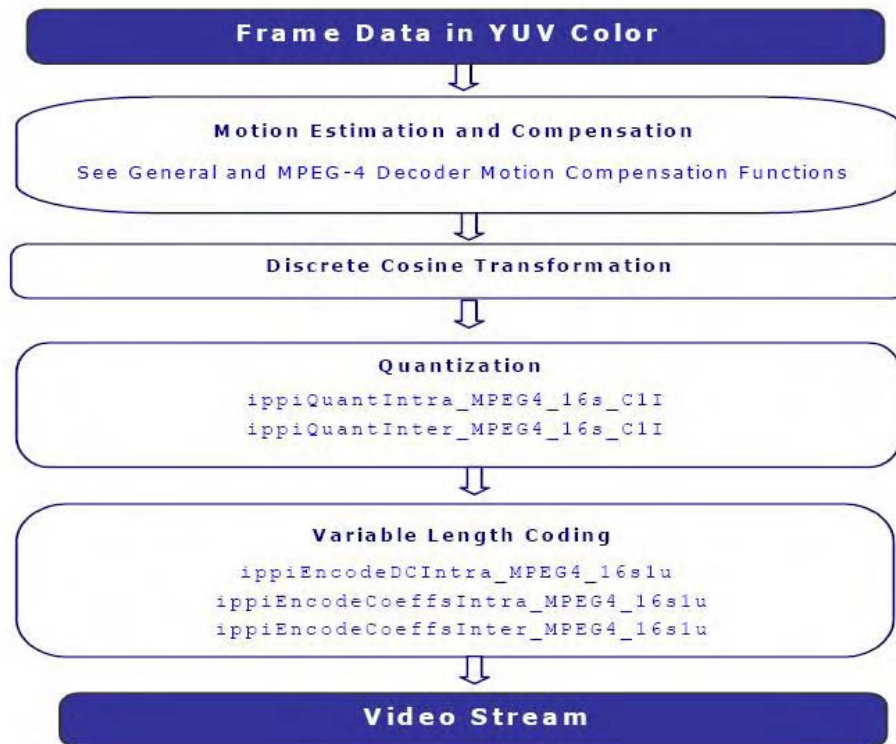 Frame Data in YUV Color
Motion Estimation and Compensation
See General and MPEG-4 Decoder Motion Compensation Functions
Discrete Cosine Transformation
Quantization
ippiQuantIntra_MPEG4_16s_C1I
ippiQuantInter_MPEG4_16s_C1I
Variable Length Coding
ippiEncodeDCIntra_MPEG4_16s1u
ippiEncodeCoeffsIntra_MPEG4_16s1u
ippiEncodeCoeffsInter_MPEG4_16s1u
Video Stream